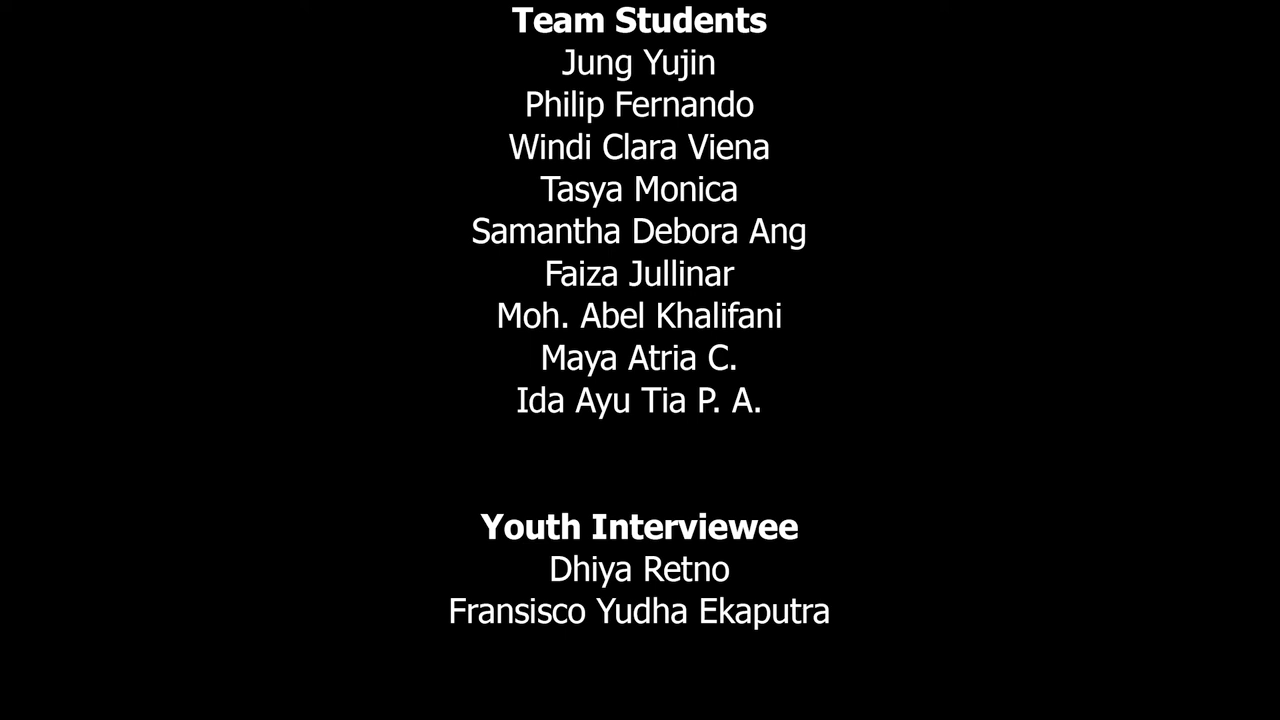 Team Students
Jung Yujin
Philip Fernando
Windi Clara Viena
Tasya Monica
Samantha Debora Ang
Faiza Jullinar
Moh. Abel Khalifani
Maya Atria C.
Ida Ayu Tia P. A.
Youth Interviewee
Dhiya Retno
Fransisco Yudha Ekaputra